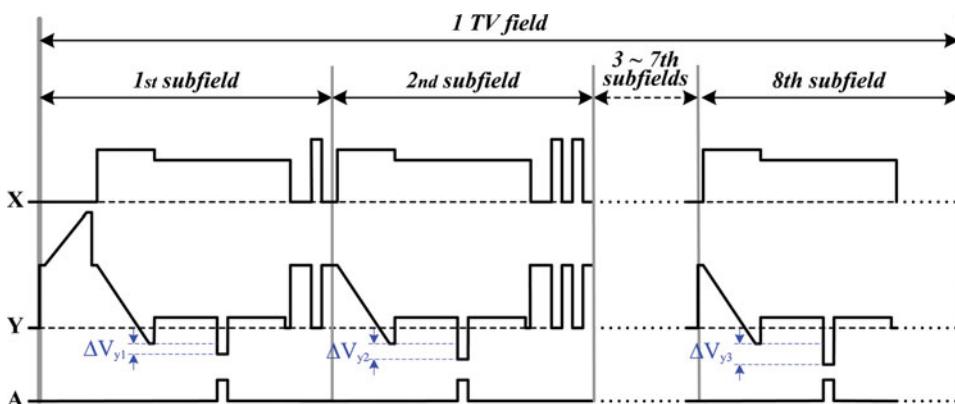 1 TV field
1st subfield
2nd subfield
3 ~ 7th
subfields
8th subfield
X
Y
ΔVy1
ΔVy2
ΔVy3
A